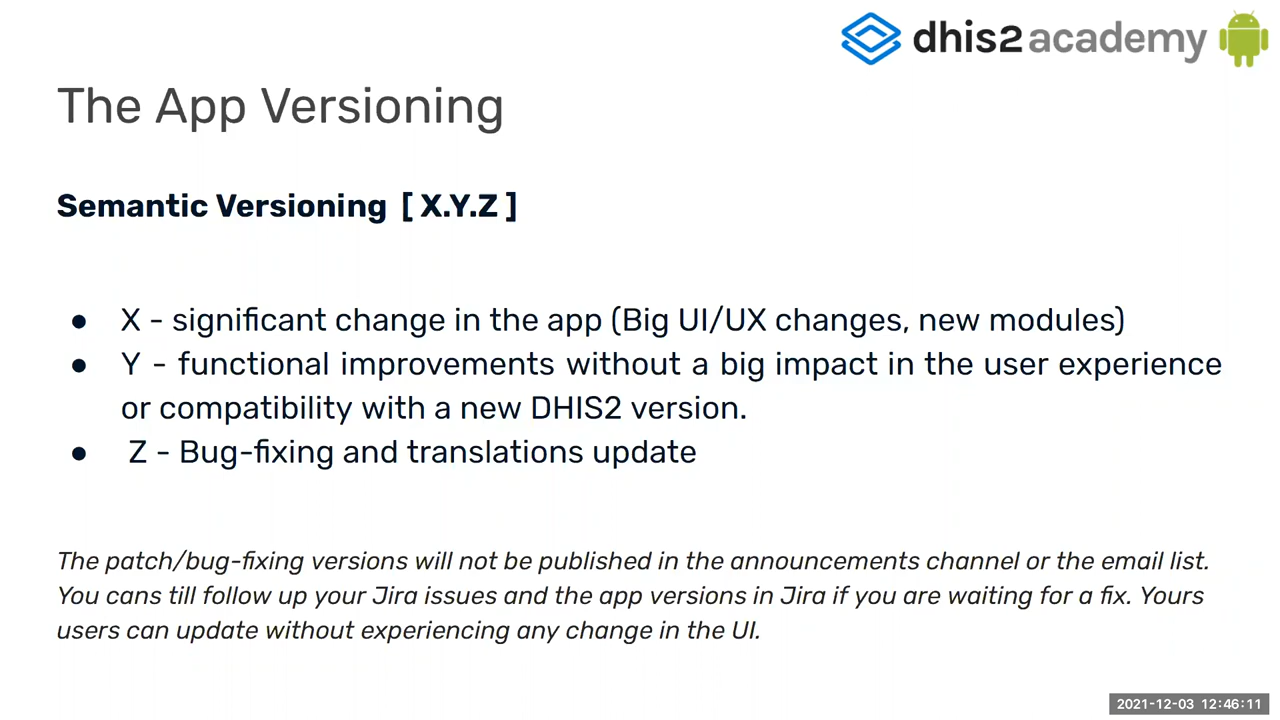 dhis2 academy
The App Versioning
Semantic Versioning [ X.Y.Z ]
● X - significant change in the app (Big UI/UX changes, new modules)
● Y - functional improvements without a big impact in the user experience
or compatibility with a new DHIS2 version.
● Z - Bug-fixing and translations update
The patch/bug-fixing versions will not be published in the announcements channel or the email list.
You cans till follow up your Jira issues and the app versions in Jira if you are waiting for a fix. Yours
users can update without experiencing any change in the UI.
2021-12-03 12:46:11